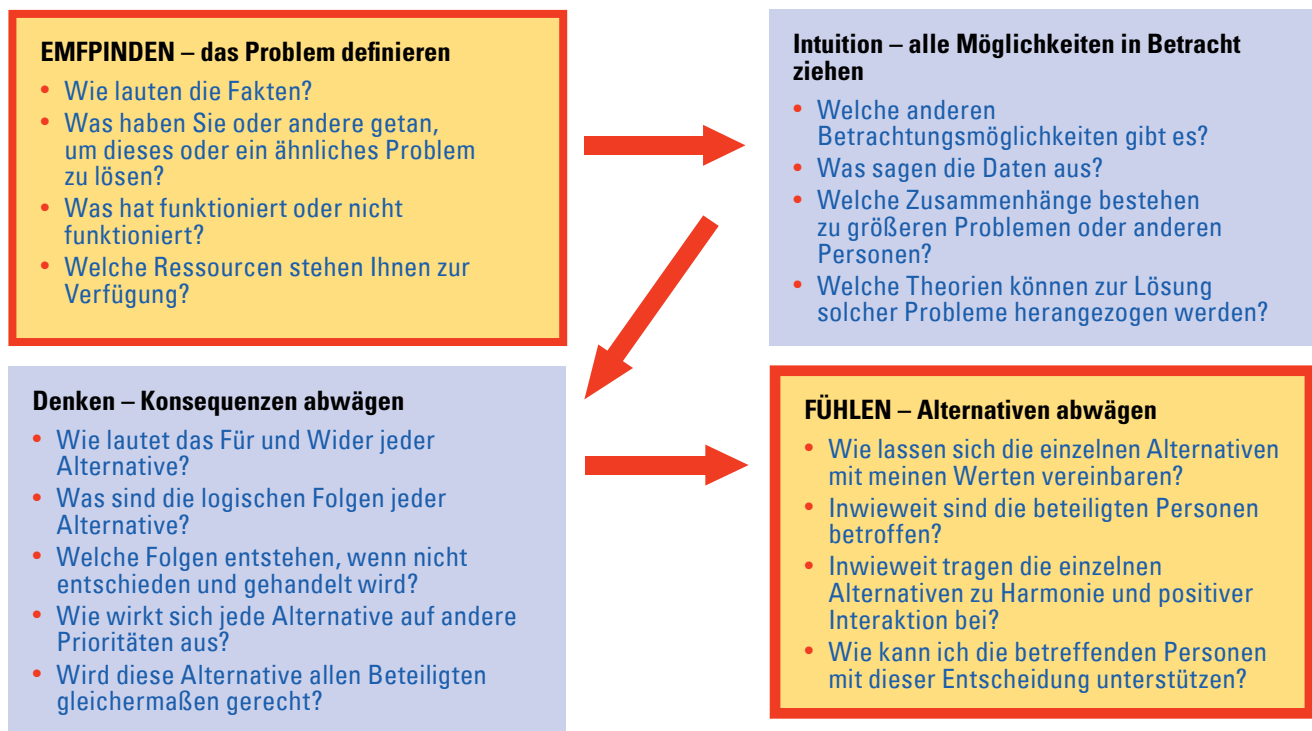 EMFPINDEN – das Problem definieren
• Wie lauten die Fakten?
• Was haben Sie oder andere getan,
um dieses oder ein ähnliches Problem
zu lösen?
• Was hat funktioniert oder nicht
funktioniert?
• Welche Ressourcen stehen Ihnen zur
Verfügung?
Intuition – alle Möglichkeiten in Betracht
ziehen
• Welche anderen
Betrachtungsmöglichkeiten gibt es?
• Was sagen die Daten aus?
• Welche Zusammenhänge bestehen
zu größeren Problemen oder anderen
Personen?
• Welche Theorien können zur Lösung
solcher Probleme herangezogen werden?
Denken – Konsequenzen abwägen
• Wie lautet das Für und Wider jeder
Alternative?
• Was sind die logischen Folgen jeder
Alternative?
• Welche Folgen entstehen, wenn nicht
entschieden und gehandelt wird?
• Wie wirkt sich jede Alternative auf andere
Prioritäten aus?
• Wird diese Alternative allen Beteiligten
gleichermaßen gerecht?
FÜHLEN – Alternativen abwägen
• Wie lassen sich die einzelnen Alternativen
mit meinen Werten vereinbaren?
• Inwieweit sind die beteiligten Personen
betroffen?
• Inwieweit tragen die einzelnen
Alternativen zu Harmonie und positiver
Interaktion bei?
• Wie kann ich die betreffenden Personen
mit dieser Entscheidung unterstützen?